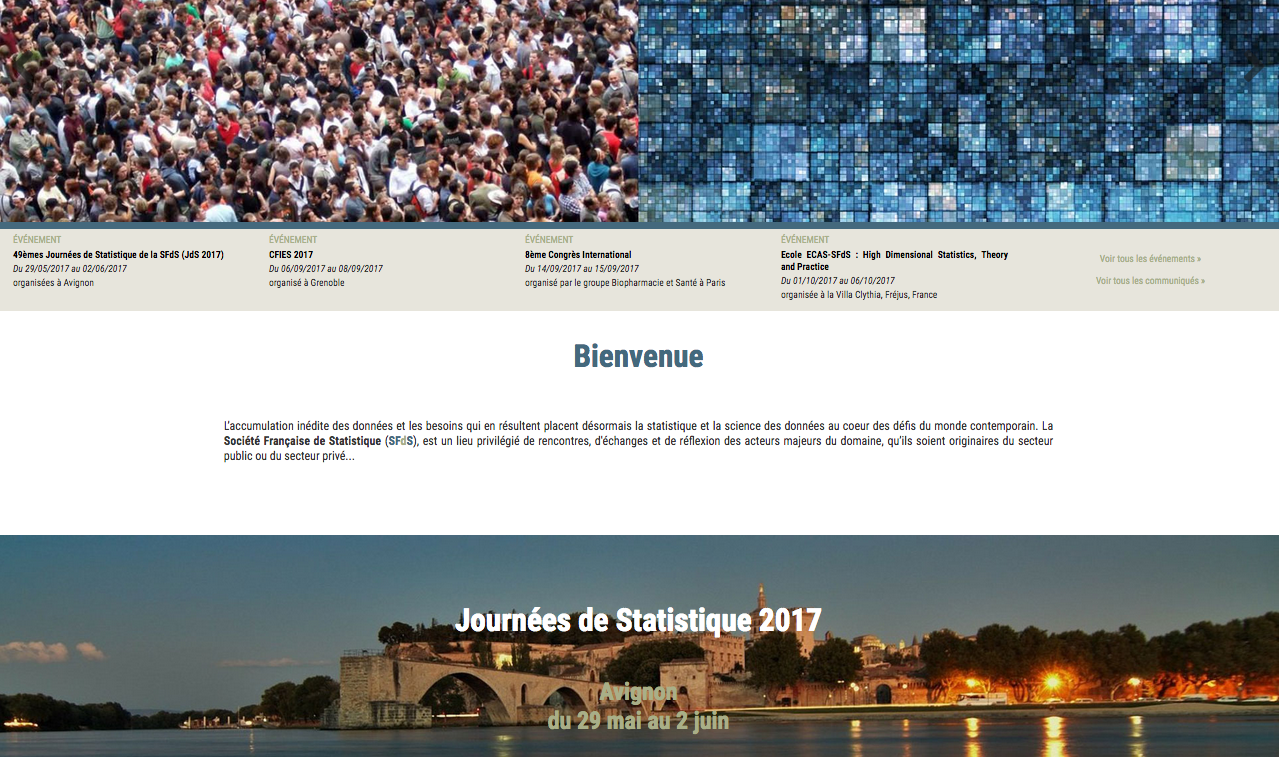 ÉVÉNEMENT
49èmes Journées de Statistique de la SFdS (JdS 2017)
Du 29/05/2017 au 02/06/2017
organisées à Avignon
ÉVÉNEMENT
CFIES 2017
Du 06/09/2017 au 08/09/2017
organisé à Grenoble
ÉVÉNEMENT
8ème Congrès International
Du 14/09/2017 au 15/09/2017
organisé par le groupe Biopharmacie et Santé à Paris
ÉVÉNEMENT
Ecole ECAS-SFdS : High Dimensional Statistics, Theory
and Practice
Du 01/10/2017 au 06/10/2017
organisée à la Villa Clythia, Fréjus, France
Voir tous les événements »
Voir tous les communiqués »
Bienvenue
L'accumulation inédite des données et les besoins qui en résultent placent désormais la statistique et la science des données au coeur des défis du monde contemporain. La
Société Française de Statistique (SFdS), est un lieu privilégié de rencontres, d'échanges et de réflexion des acteurs majeurs du domaine, qu'ils soient originaires du secteur
public ou du secteur privé...
Journées de Statistique 2017
Avignon
du 29 mai au 2 juin